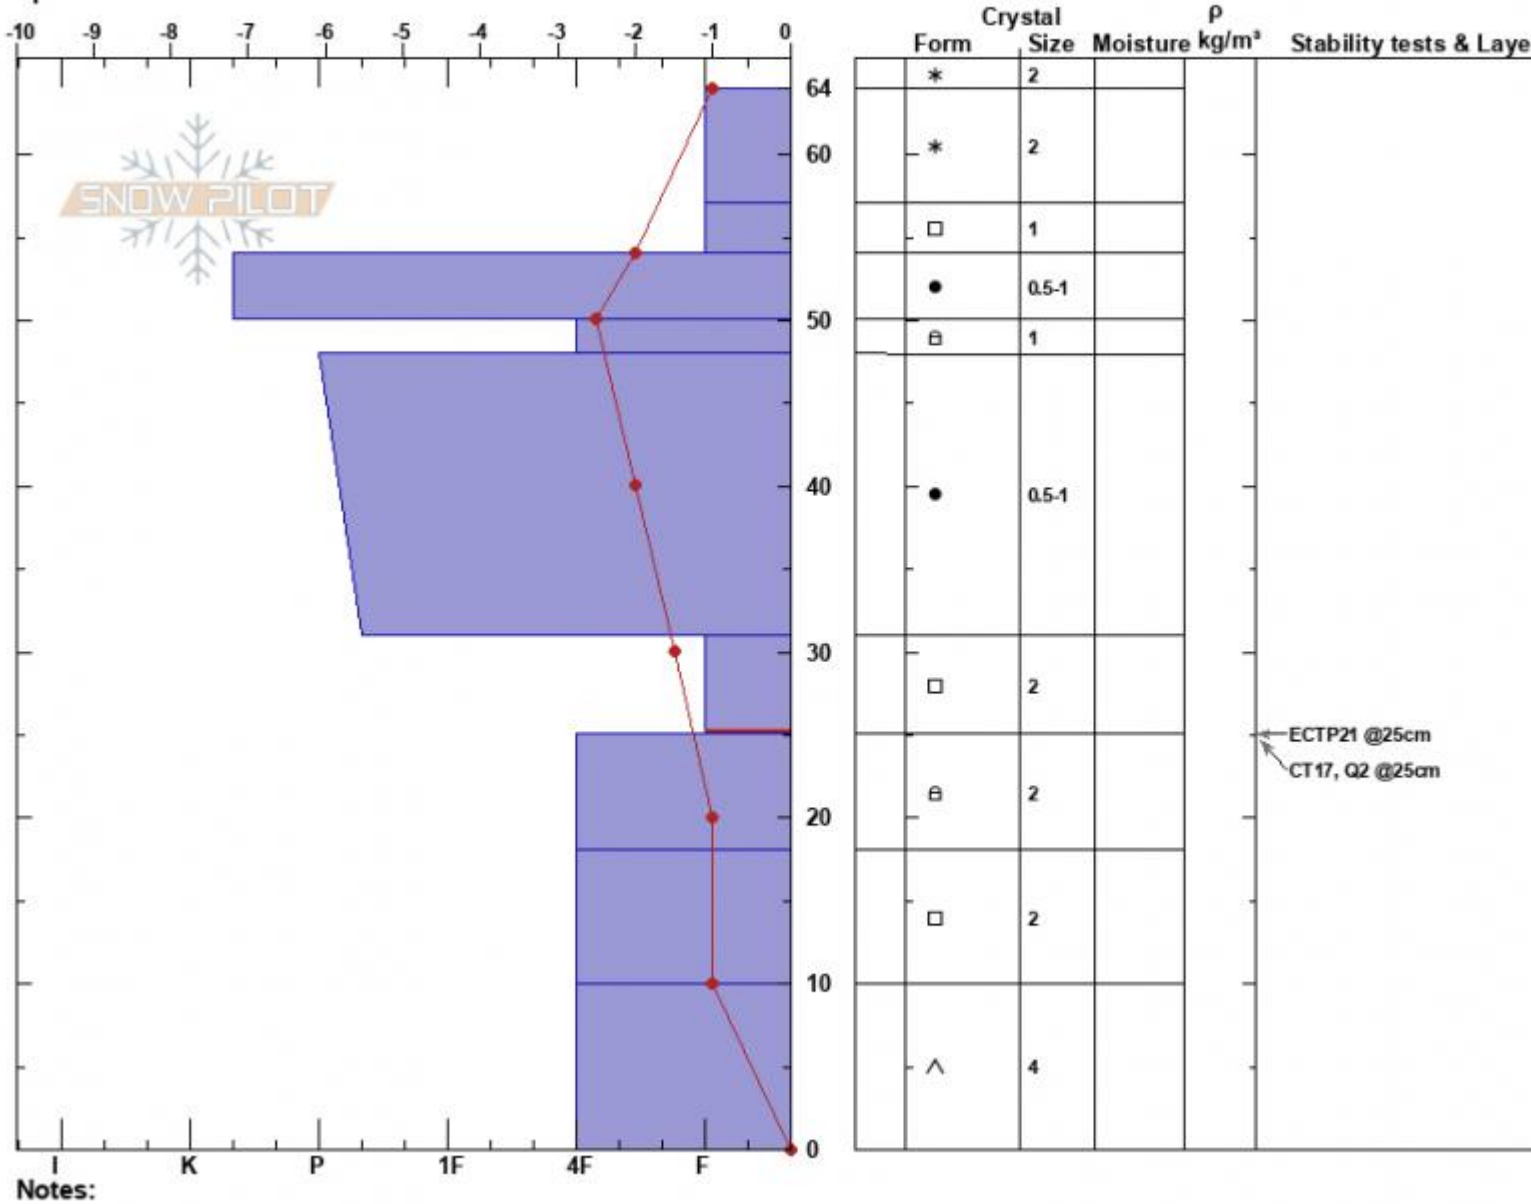 Crystal ρ
-10 -9 -8 -7 -6 -5 -4 -3 -2 -1 0 Form Size Moisture kg/m³ Stability tests & Laye
2
64
60 2
SNOW PILOT
1
0.5-1
50
1
40 0.5-1
30
2
ECTP21 @25cm
CT17, Q2 @25cm
2
20
2
10
4
0
I K P 1F 4F F
Notes: